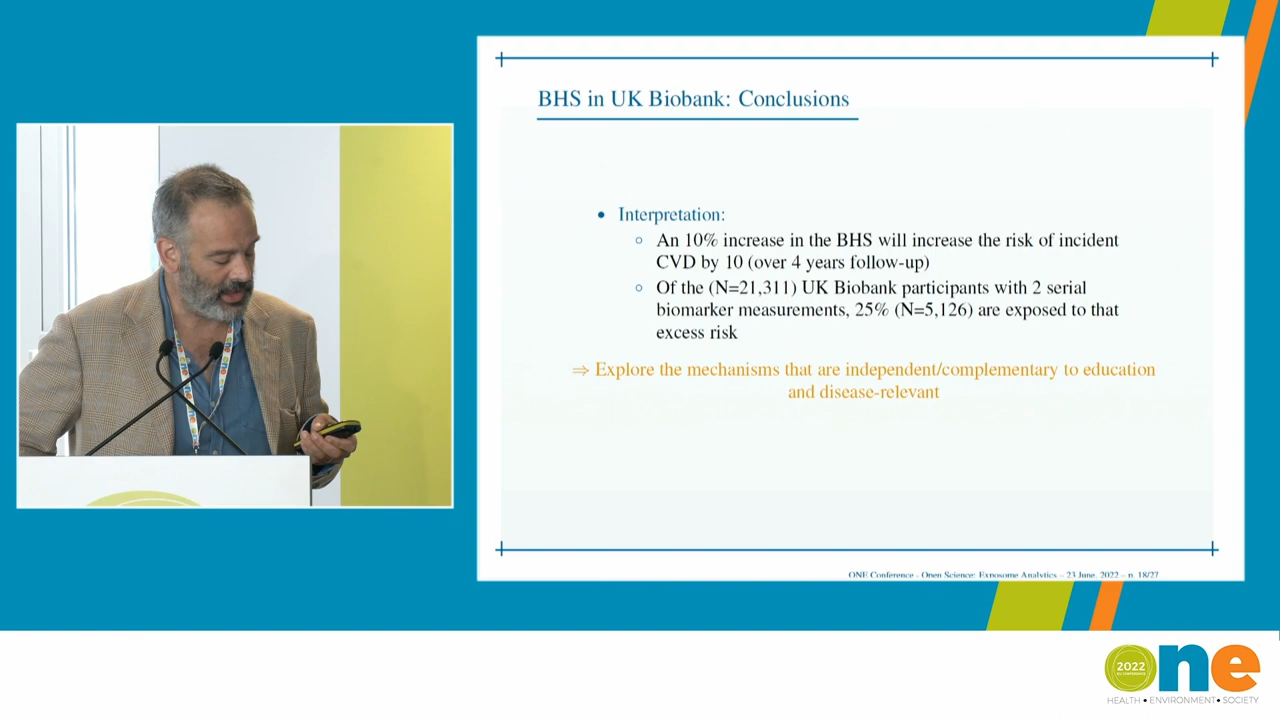 BHS in UK Biobank: Conclusions
• Interpretation:
An 10% increase in the BHS will increase the risk of incident
CVD by 10 (over 4 years follow-up)
Of the (N=21,311) UK Biobank participants with 2 serial
biomarker measurements, 25% (N=5,126) are exposed to that
excess risk
⇒ Explore the mechanisms that are independent/complementary to education
and disease-relevant
ONE Conference - Open Science: Exposome Analytics – 23 June, 2022 – p. 18/27
one
2022
one
HEALTH • ENVIRONMENT • SOCIETY